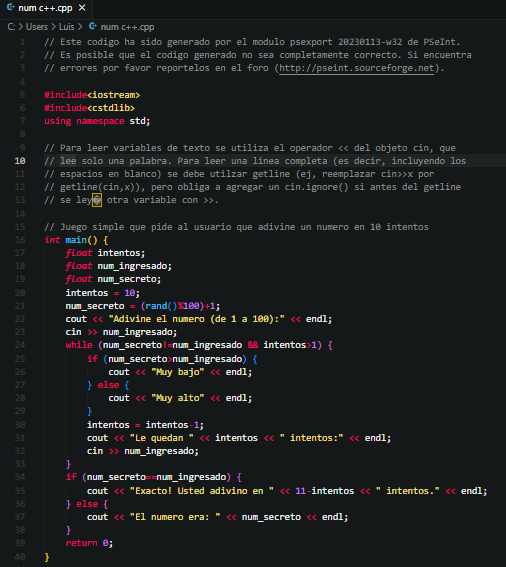 num c++.cpp
C: > Users > Luis > num c++.cpp
1 // Este codigo ha sido generado por el modulo psexport 20230113-w32 de PSeInt.
2 // Es posible que el codigo generado no sea completamente correcto. Si encuentra
3 // errores por favor reportelos en el foro (http://pseint.sourceforge.net).
4
5 #include<iostream>
6 #include<cstdlib>
7 using namespace std;
8
9 // Para leer variables de texto se utiliza el operador << del objeto cin, que
10 // lee solo una palabra. Para leer una linea completa (es decir, incluyendo los
11 // espacios en blanco) se debe utilzar getline (ej, reemplazar cin>>x por
12 // getline(cin,x)), pero obliga a agregar un cin.ignore() si antes del getline
13 // se ley� otra variable con >>.
14
15 // Juego simple que pide al usuario que adivine un numero en 10 intentos
16 int main() {
17 float intentos;
18 float num_ingresado;
19 float num_secreto;
20 intentos = 10;
21 num_secreto = (rand()%100)+1;
22 cout << "Adivine el numero (de 1 a 100):" << endl;
23 cin >> num_ingresado;
24 while (num_secreto!=num_ingresado && intentos>1) {
25 if (num_secreto>num_ingresado) {
26 cout << "Muy bajo" << endl;
27 } else {
28 cout << "Muy alto" << endl;
29 }
30 intentos = intentos-1;
31 cout << "Le quedan " << intentos << " intentos:" << endl;
32 cin >> num_ingresado;
33 }
34 if (num_secreto==num_ingresado) {
35 cout << "Exacto! Usted adivino en " << 11-intentos << " intentos." << endl;
36 } else {
37 cout << "El numero era: " << num_secreto << endl;
38 }
39 return 0;
40 }